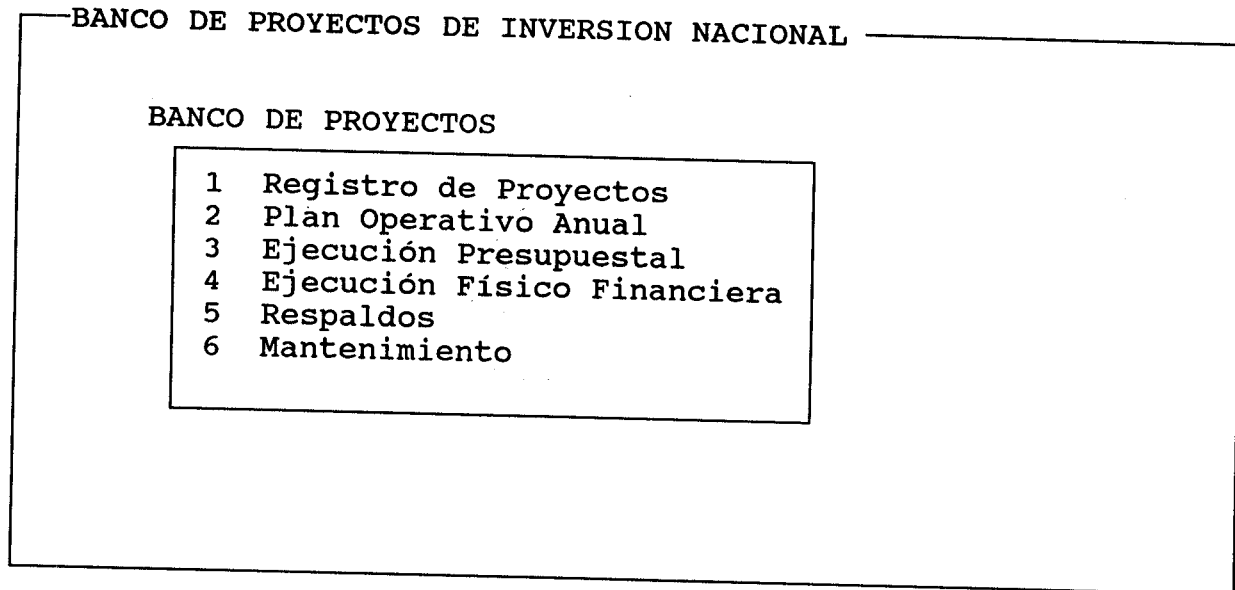 BANCO DE PROYECTOS DE INVERSION NACIONAL
BANCO DE PROYECTOS
1 Registro de Proyectos
2 Plan Operativo Anual
3 Ejecución Presupuestal
4 Ejecución Físico Financiera
5 Respaldos
6 Mantenimiento